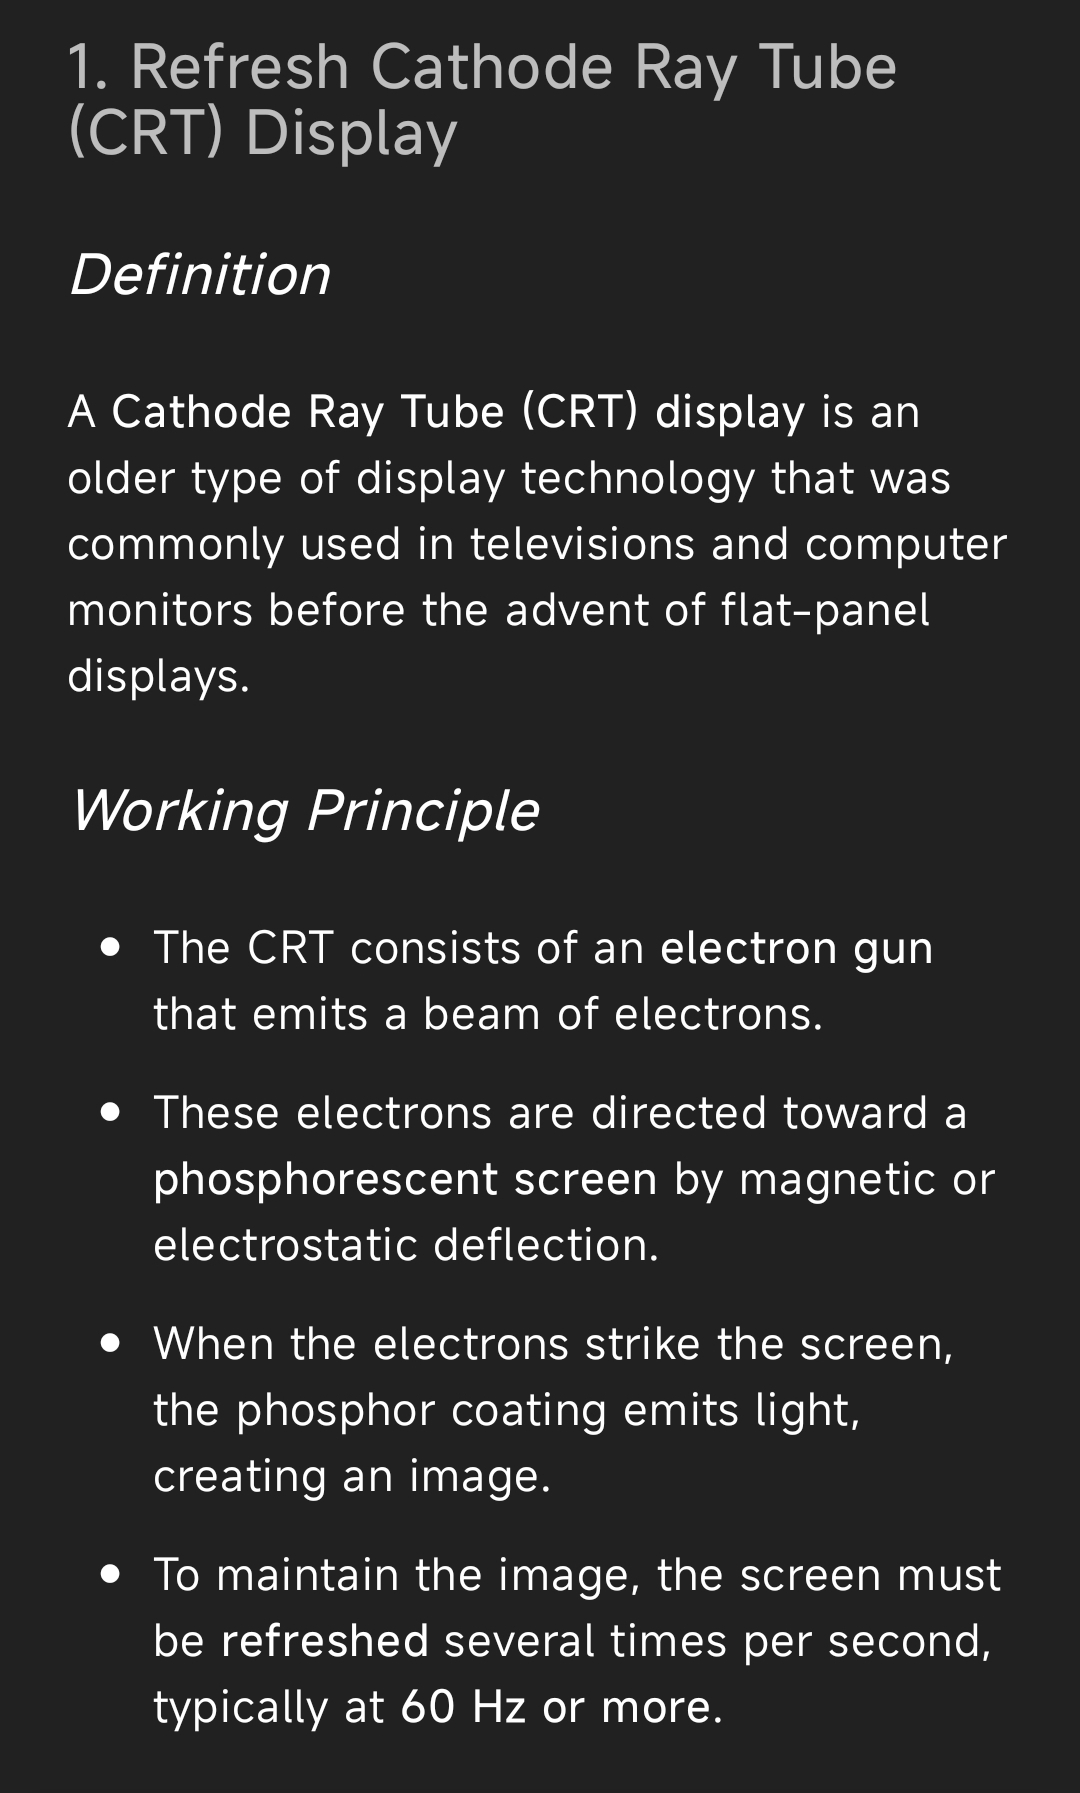 1. Refresh Cathode Ray Tube
(CRT) Display
Definition
A Cathode Ray Tube (CRT) display is an
older type of display technology that was
commonly used in televisions and computer
monitors before the advent of flat-panel
displays.
Working Principle
• The CRT consists of an electron gun
that emits a beam of electrons.
• These electrons are directed toward a
phosphorescent screen by magnetic or
electrostatic deflection.
• When the electrons strike the screen,
the phosphor coating emits light,
creating an image.
• To maintain the image, the screen must
be refreshed several times per second,
typically at 60 Hz or more.